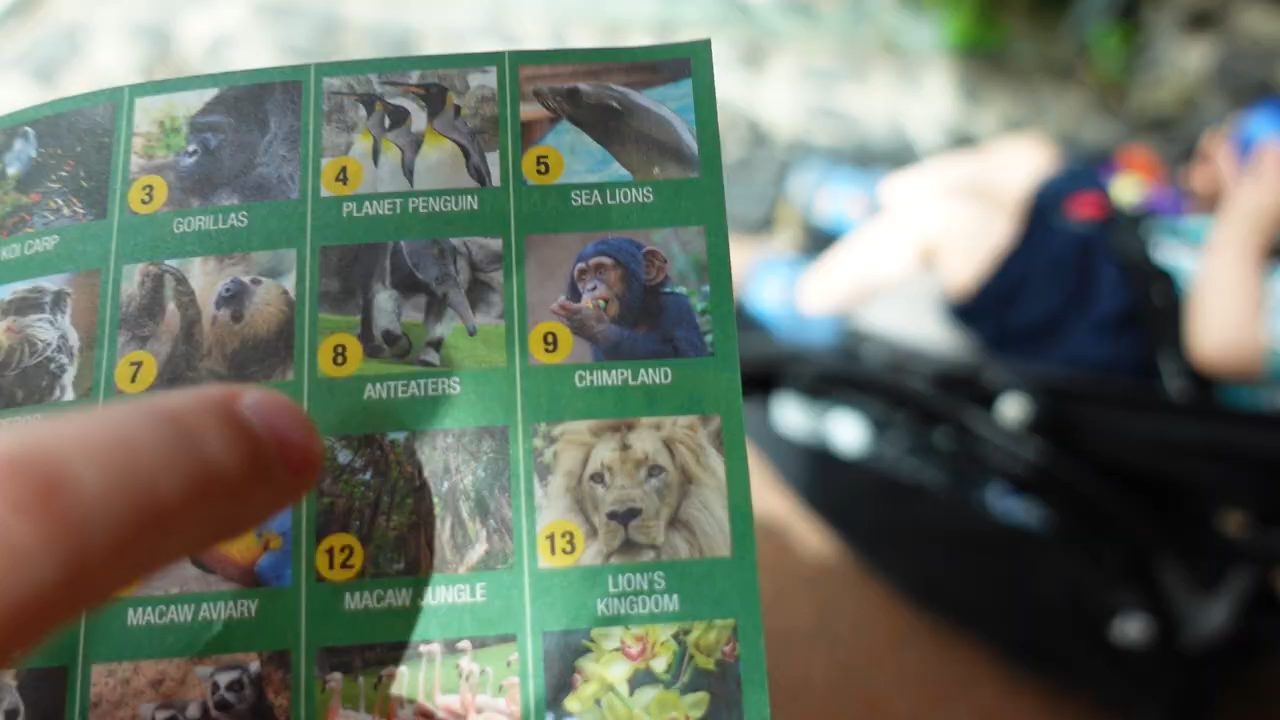 3
4
5
KOI CARP
GORILLAS
PLANET PENGUIN
SEA LIONS
7
8
9
ANTEATERS
CHIMPLAND
12
13
MACAW AVIARY
MACAW JUNGLE
LION'S
KINGDOM